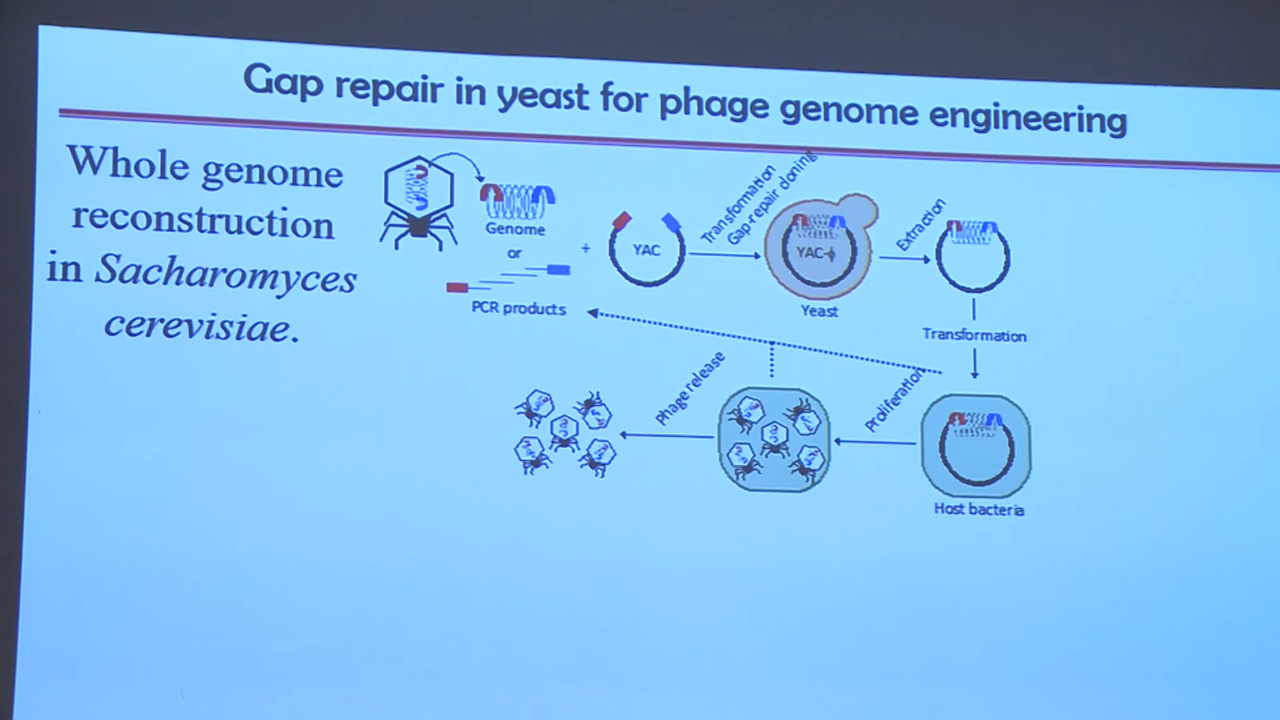 Gap repair in yeast for phage genome engineering
Whole genome
reconstruction
in Sacharomyces
cerevisiae.
Genome
or
PCR products
+
YAC
Transformation
Gap-repair cloning
YAC-ϕ
Yeast
Extraction
Transformation
Host bacteria
Proliferation
Phage release